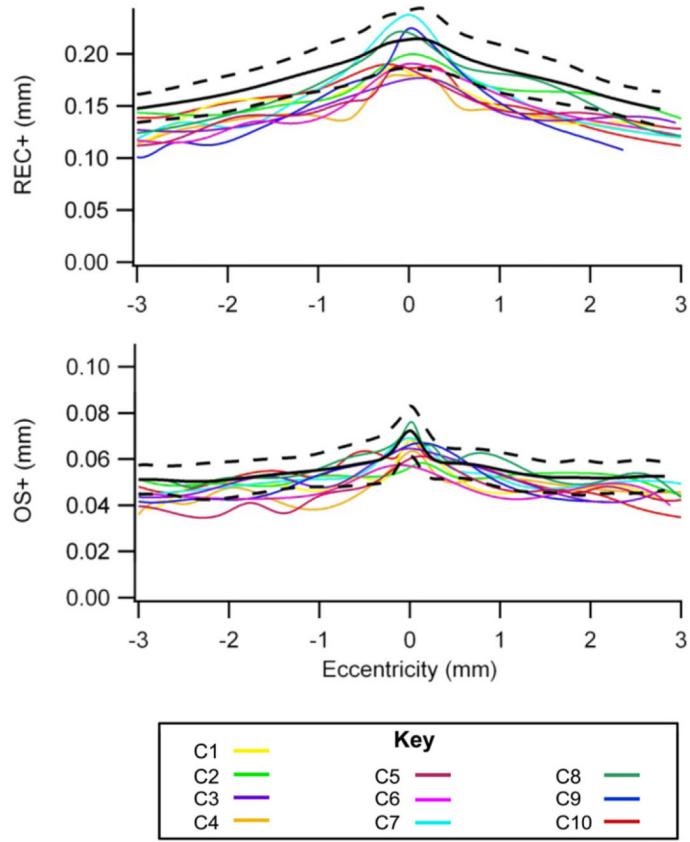 REC+ (mm)
0.20
0.15
0.10
0.05
0.00
-3 -2 -1 0 1 2 3
OS+ (mm)
0.10
0.08
0.06
0.04
0.02
0.00
-3 -2 -1 0 1 2 3
Eccentricity (mm)
Key
C1
C2 C5 C8
C3 C6 C9
C4 C7 C10